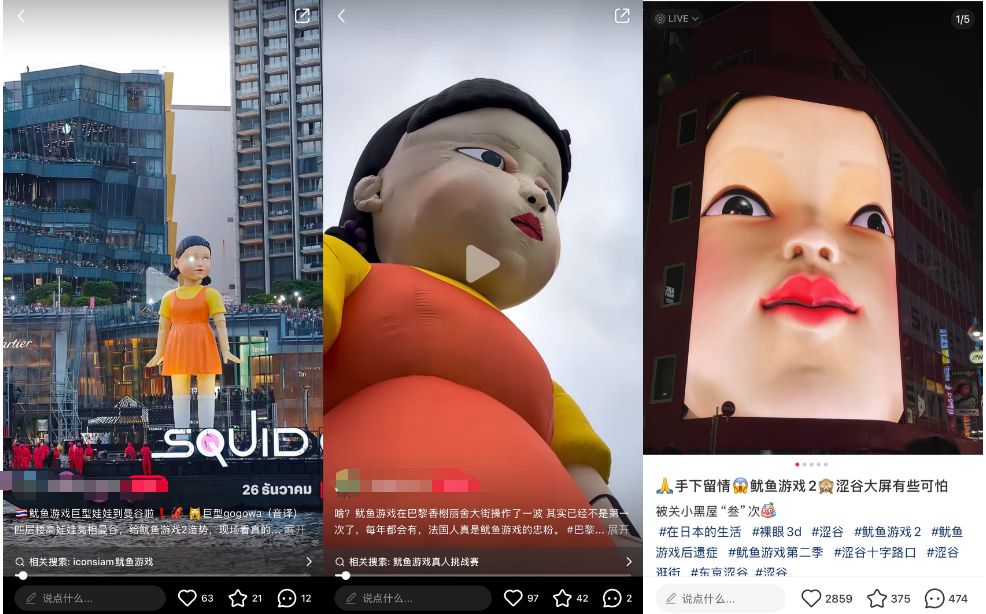 artier
SQUID
26 ธันวาคม
🇹🇭鱿鱼游戏巨型娃娃到曼谷啦❗️🦑👧巨型gogowa（音译）
四层楼高娃娃亮相曼谷，给鱿鱼游戏2造势，现场看真的... 展开
相关搜索: iconsiam鱿鱼游戏
说点什么...
63
21
12
啥？鱿鱼游戏在巴黎香榭丽舍大街操作了一波 其实已经不是第一
次了，每年都会有，法国人真是鱿鱼游戏的忠粉。 #巴黎... 展开
相关搜索: 鱿鱼游戏真人挑战赛
说点什么...
97
42
2
LIVE
1/5
🙏手下留情😱鱿鱼游戏2🙈涩谷大屏有些可怕
被关小黑屋 “叁” 次
#在日本的生活 #裸眼3d #涩谷 #鱿鱼游戏2 #鱿鱼
游戏后遗症 #鱿鱼游戏第二季 #涩谷十字路口 #涩谷
逛街 #东京涩谷 #涩谷
说点什么...
2859
375
474